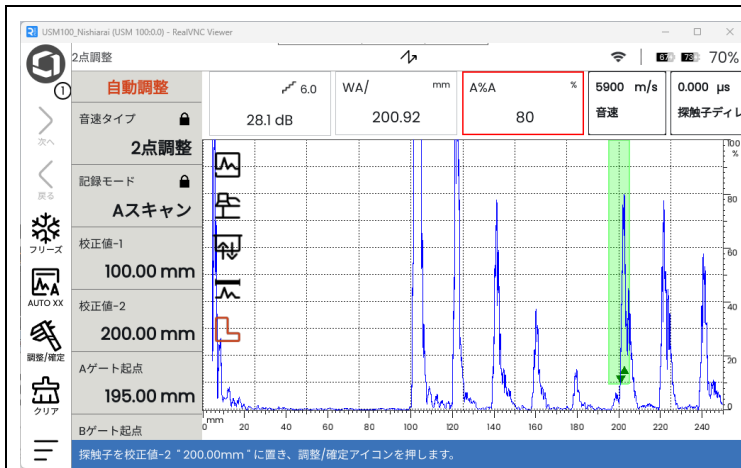 USM100_Nishiarai (USM 100:0.0) - RealVNC Viewer
2点調整
67 73 70%
1
次へ
戻る
フリーズ
AUTO XX
調整/確定
クリア
自動調整
音速タイプ
2点調整
記録モード
Aスキャン
校正値-1
100.00 mm
校正値-2
200.00 mm
Aゲート起点
195.00 mm
Bゲート起点
6.0
28.1 dB
WA/ mm
200.92
A%A %
80
5900 m/s
音速
0.000 µs
探触子ディレ
100
%
80
60
40
20
0
mm
0 20 40 60 80 100 120 140 160 180 200 220 240
探触子を校正値-2 "200.00mm"に置き、調整/確定アイコンを押します。